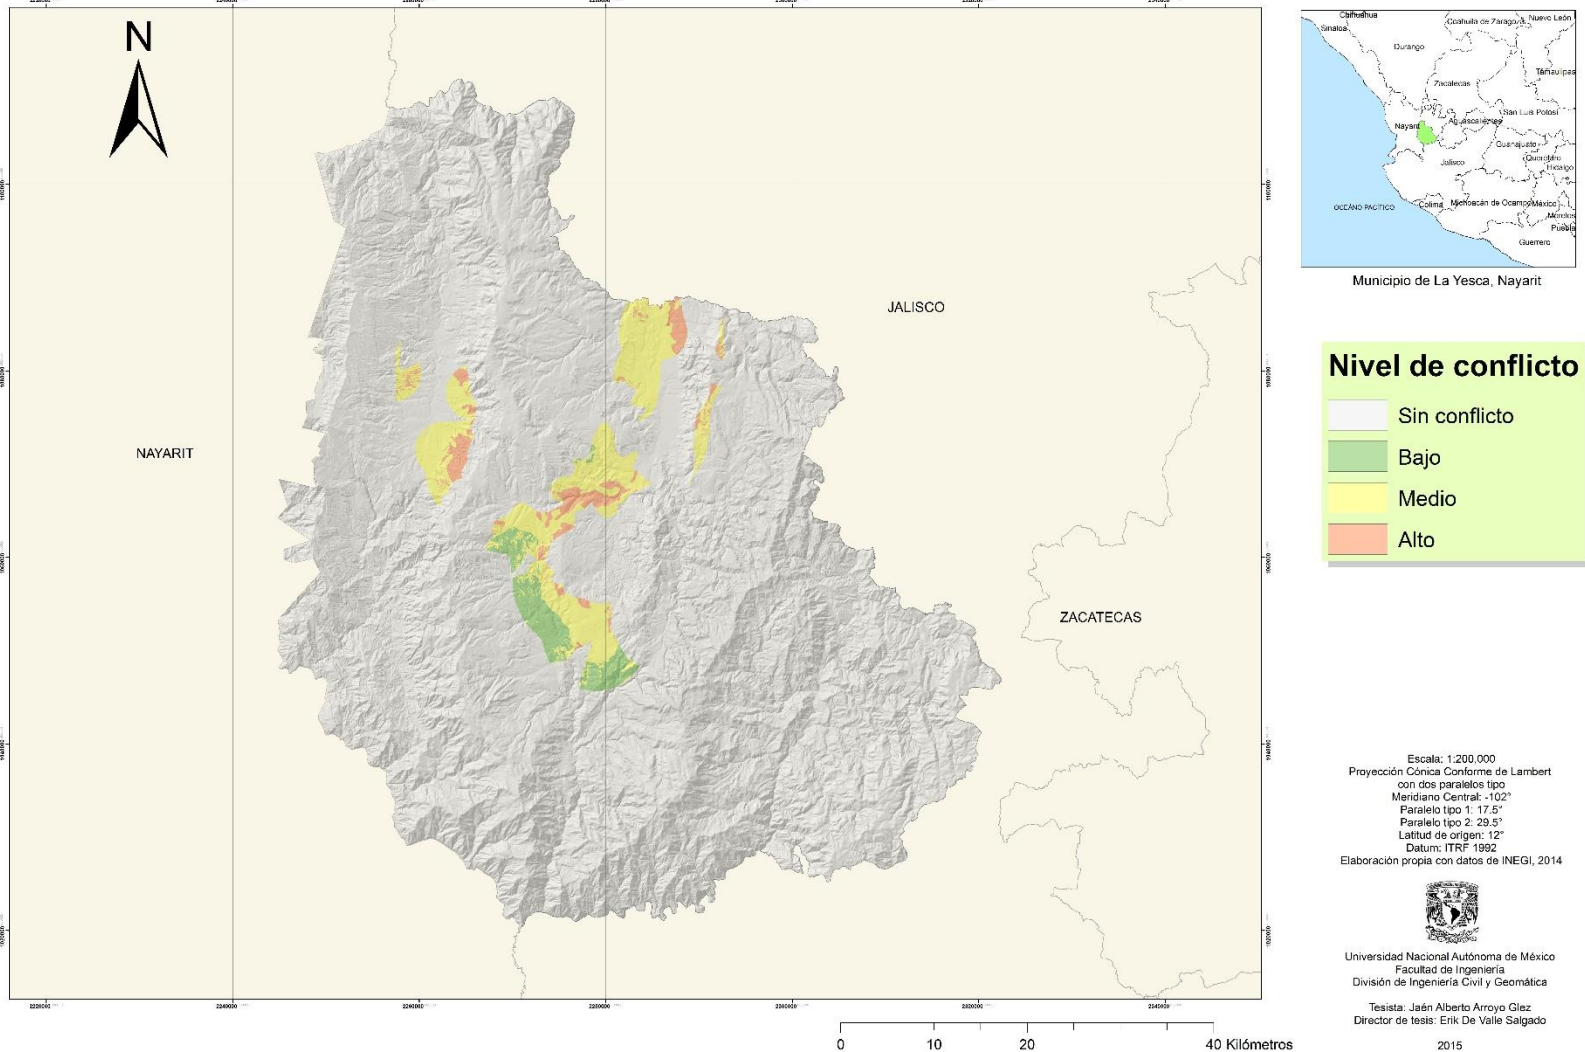 N
NAYARIT
JALISCO
ZACATECAS
0 10 20 40 Kilómetros
Chihuahua
Sinaloa
Coahuila de Zaragoza
Nuevo León
Durango
Tamaulipas
Zacatecas
San Luis Potosí
Nayarit
Aguascalientes
Guanajuato
Querétaro
Hidalgo
Jalisco
OCEÁNO PACÍFICO
Colima
Michoacán de Ocampo
México
Morelos
Puebla
Guerrero
Municipio de La Yesca, Nayarit
Nivel de conflicto
Sin conflicto
Bajo
Medio
Alto
Escala: 1:200,000
Proyección Cónica Conforme de Lambert
con dos paralelos tipo
Meridiano Central: -102°
Paralelo tipo 1: 17.5°
Paralelo tipo 2: 29.5°
Latitud de origen: 12°
Datum: ITRF 1992
Elaboración propia con datos de INEGI, 2014
Universidad Nacional Autónoma de México
Facultad de Ingeniería
División de Ingeniería Civil y Geomática
Tesista: Jaén Alberto Arroyo Glez
Director de tesis: Erik De Valle Salgado
2015